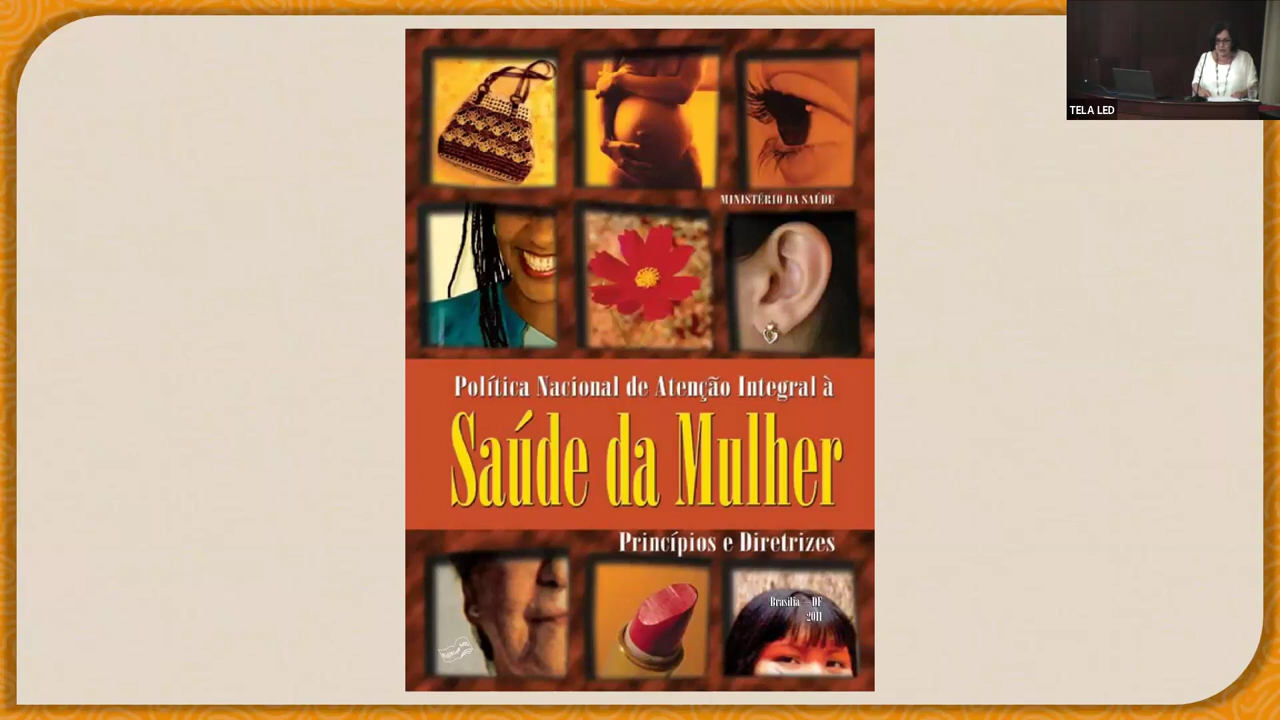 TELA LED
MINISTÉRIO DA SAÚDE
Política Nacional de Atenção Integral à
Saúde da Mulher
Princípios e Diretrizes
Brasília — DF
2011